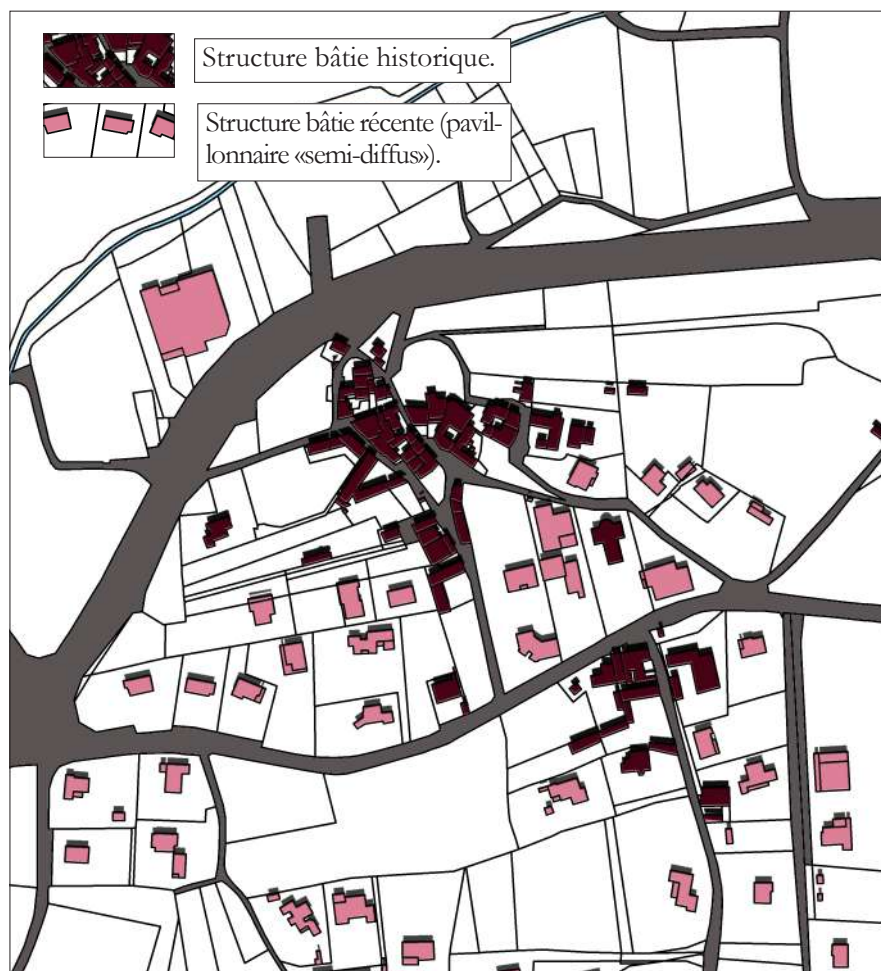 Structure bâtie historique.
Structure bâtie récente (pavil-
lonnaire «semi-diffus»).